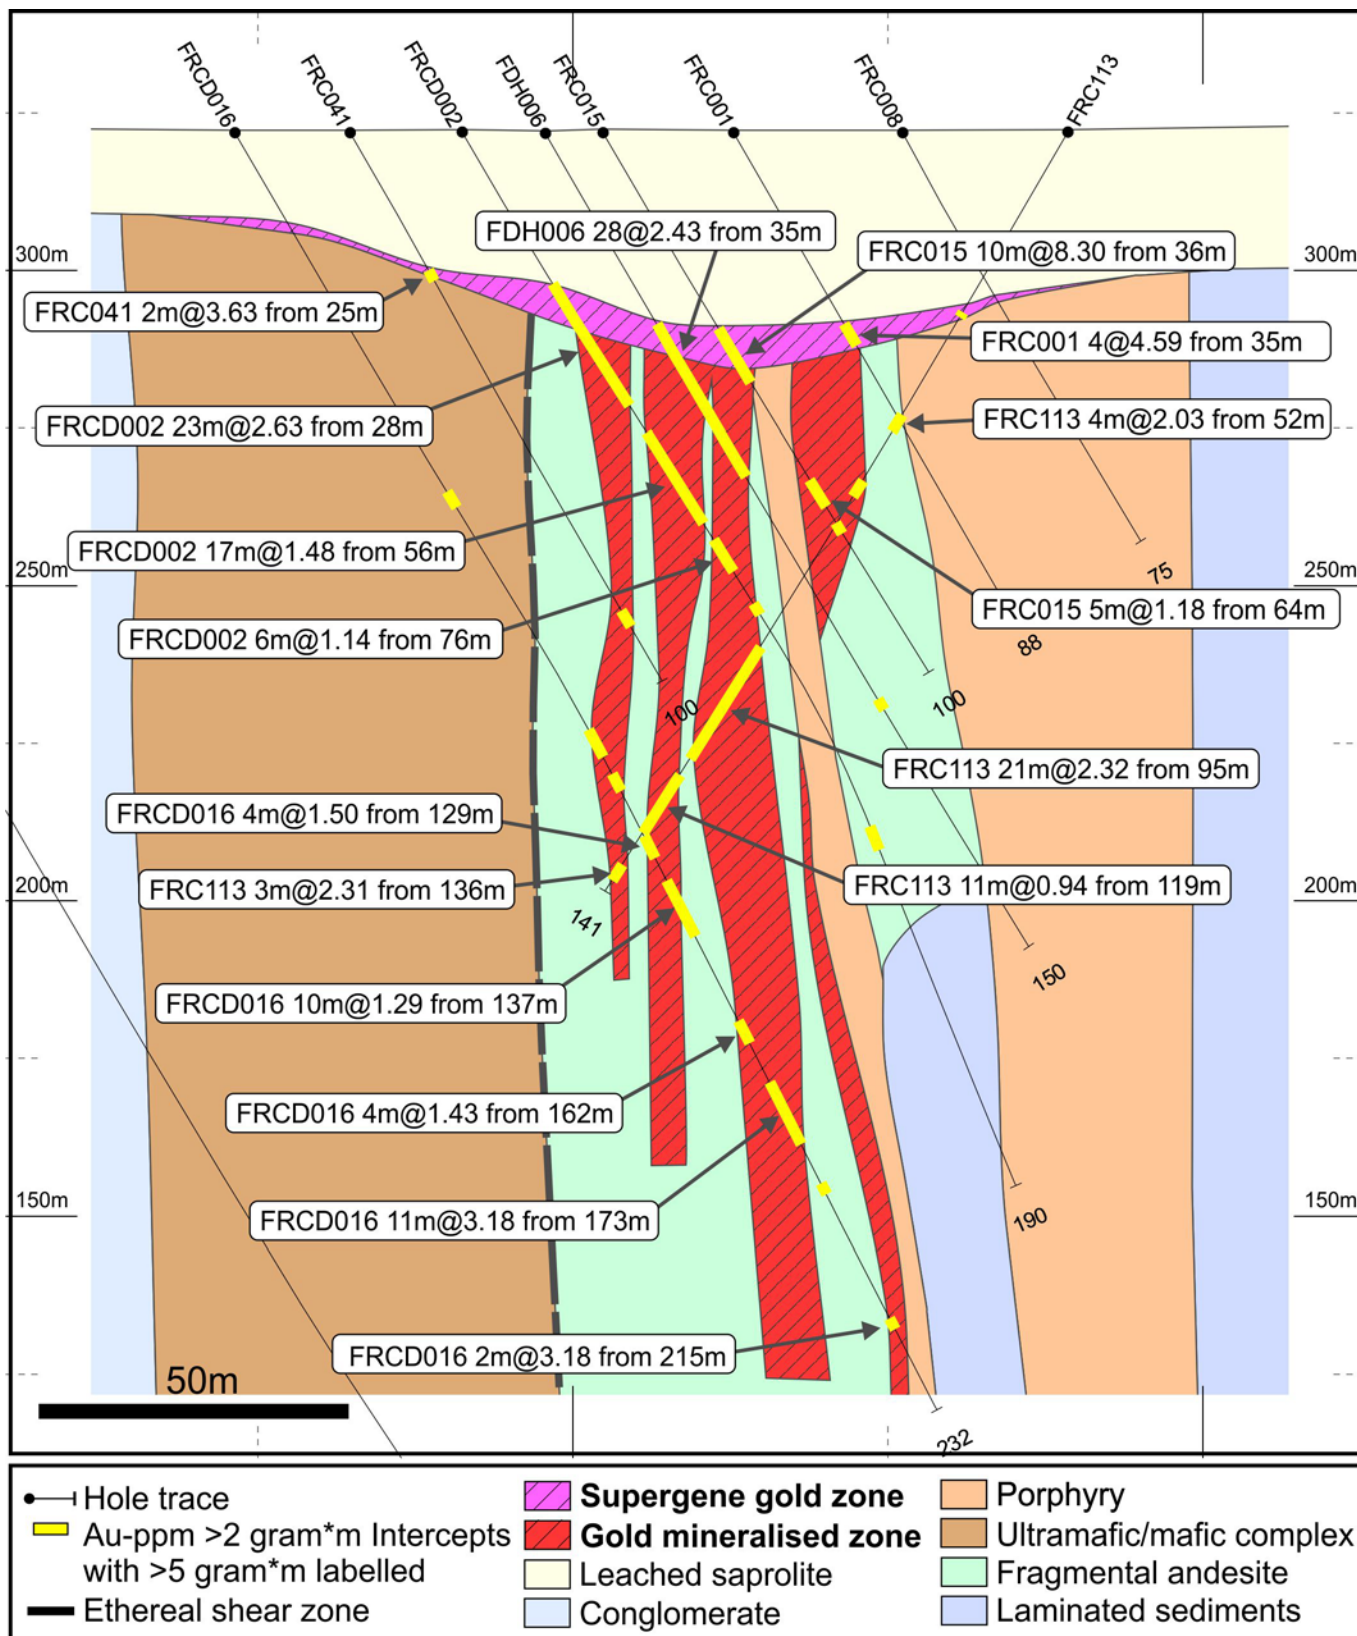 FRCD016
FRC041
FRCD002
FDH006
FRC015
FRC001
FRC008
FRC113
FDH006 28@2.43 from 35m
FRC015 10m@8.30 from 36m
300m
300m
FRC041 2m@3.63 from 25m
FRC001 4@4.59 from 35m
FRCD002 23m@2.63 from 28m
FRC113 4m@2.03 from 52m
FRCD002 17m@1.48 from 56m
75
250m
250m
FRC015 5m@1.18 from 64m
FRCD002 6m@1.14 from 76m
88
100
100
FRC113 21m@2.32 from 95m
FRCD016 4m@1.50 from 129m
FRC113 3m@2.31 from 136m
FRC113 11m@0.94 from 119m
200m
200m
141
150
FRCD016 10m@1.29 from 137m
FRCD016 4m@1.43 from 162m
150m
150m
FRCD016 11m@3.18 from 173m
190
FRCD016 2m@3.18 from 215m
50m
232
Hole trace
Au-ppm >2 gram*m Intercepts
with >5 gram*m labelled
Ethereal shear zone
Supergene gold zone
Gold mineralised zone
Leached saprolite
Conglomerate
Porphyry
Ultramafic/mafic complex
Fragmental andesite
Laminated sediments